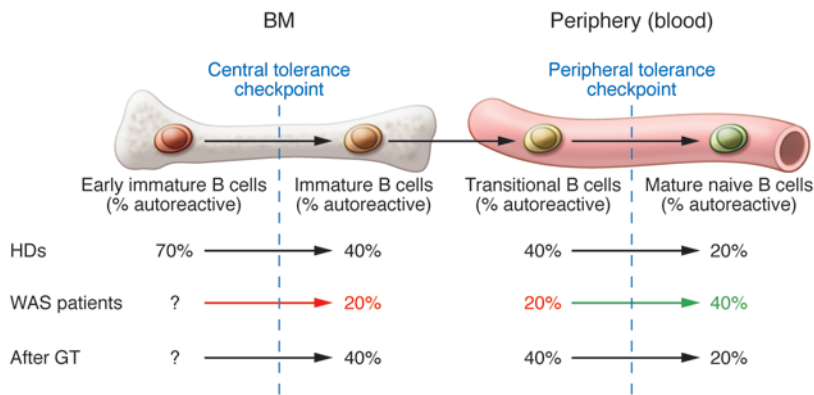 BM Periphery (blood)
Central tolerance checkpoint
Peripheral tolerance checkpoint
Early immature B cells (% autoreactive)
Immature B cells (% autoreactive)
Transitional B cells (% autoreactive)
Mature naive B cells (% autoreactive)
HDs 70% 40% 40% 20%
WAS patients ? 20% 20% 40%
After GT ? 40% 40% 20%